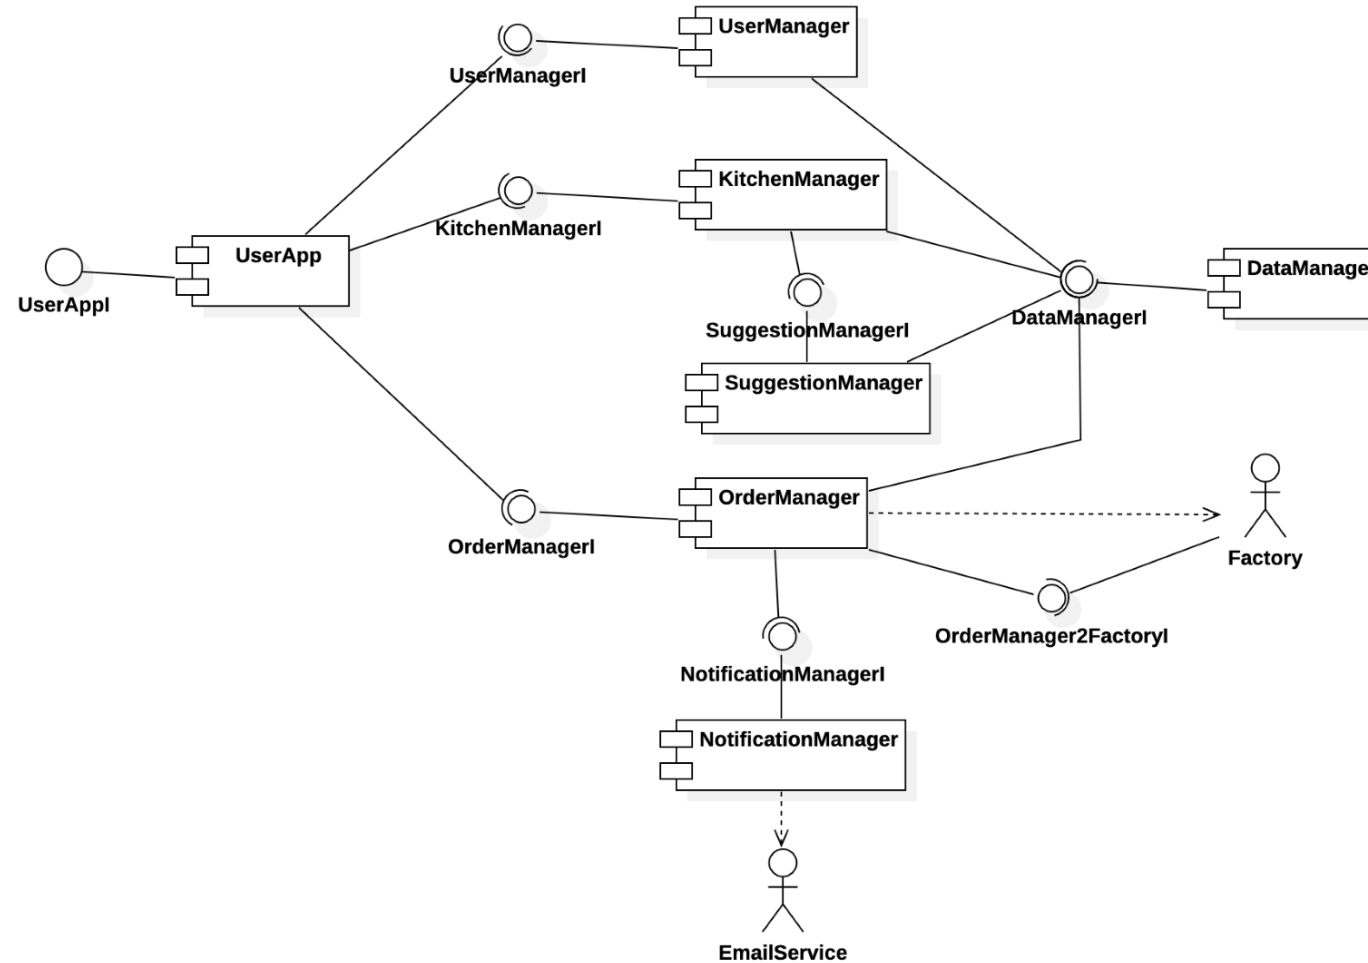 UserManager
UserManagerI
KitchenManager
KitchenManagerI
UserApp
UserAppI
DataManage
DataManagerI
SuggestionManagerI
SuggestionManager
OrderManager
OrderManagerI
Factory
OrderManager2FactoryI
NotificationManagerI
NotificationManager
EmailService